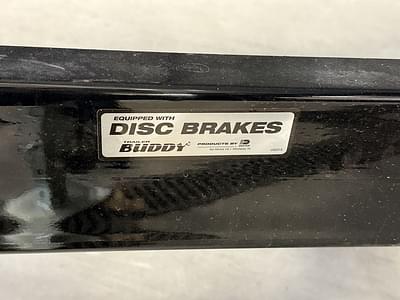 EQUIPPED WITH
DISC BRAKES
TRAILER
BUDDY
PRODUCTS BY